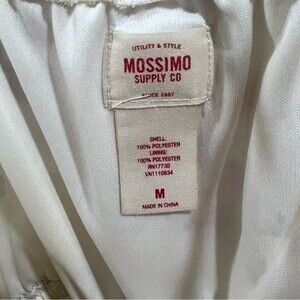 UTILITY & STYLE
MOSSIMO
SUPPLY CO
SINCE 1987
SHELL:
100% POLYESTER
LINING:
100% POLYESTER
RN17730
VN1110834
M
MADE IN CHINA